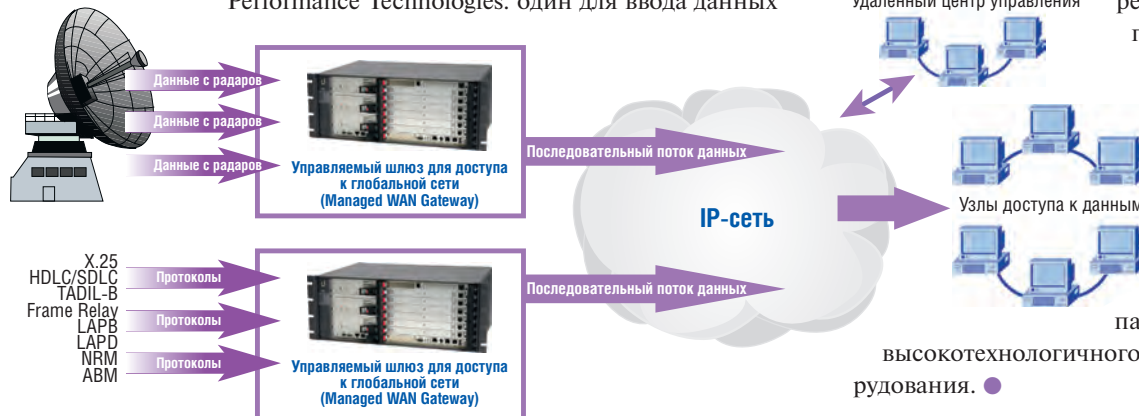 Performance Technologies: один для ввода данных
Удаленный центр управления
Данные с радаров
Данные с радаров
Данные с радаров
Управляемый шлюз для доступа
к глобальной сети
(Managed WAN Gateway)
Последовательный поток данных
IP-сеть
Узлы доступа к данным
X.25
HDLC/SDLC
TADIL-B
Frame Relay
LAPB
LAPD
NRM
ABM
Протоколы
Протоколы
Протоколы
Управляемый шлюз для доступа
к глобальной сети
(Managed WAN Gateway)
Последовательный поток данных
па
высокотехнологичного
рудования.